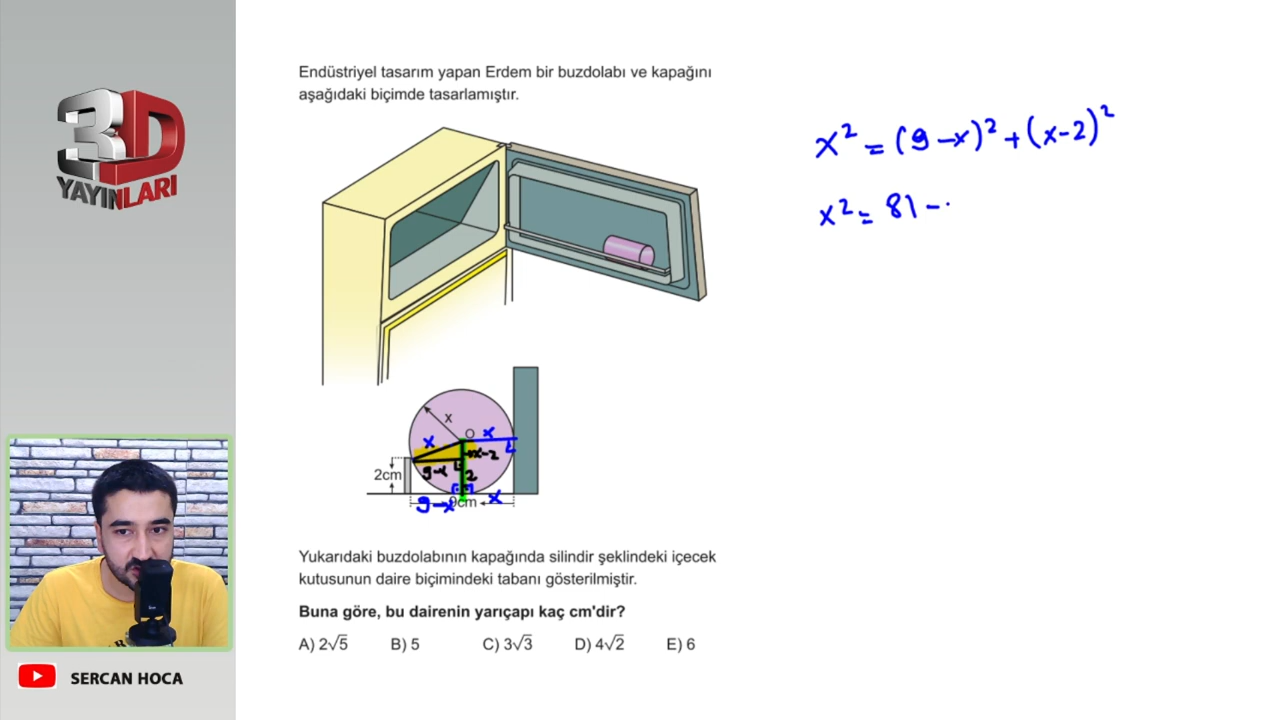 3D
YAYINLARI
SERCAN HOCA
Endüstriyel tasarım yapan Erdem bir buzdolabı ve kapağını
aşağıdaki biçimde tasarlamıştır.
x² = (9-x)² + (x-2)²
x² = 81 -
x
O
x
x
x-2
9-x
2
2cm
9-x
9cm
x
Yukarıdaki buzdolabının kapağında silindir şeklindeki içecek
kutusunun daire biçimindeki tabanı gösterilmiştir.
Buna göre, bu dairenin yarıçapı kaç cm'dir?
A) 2√5 B) 5 C) 3√3 D) 4√2 E) 6